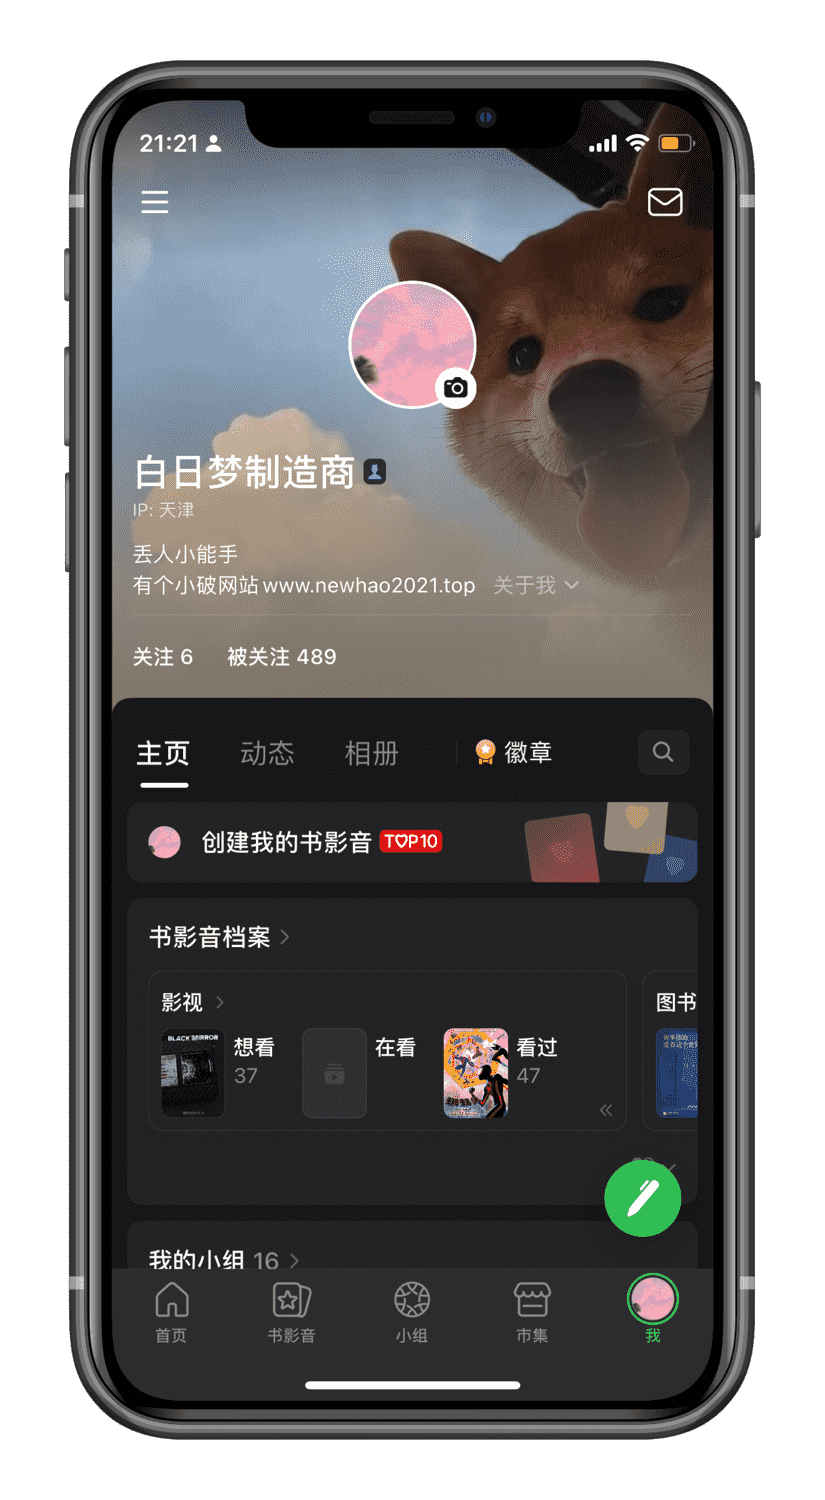 21:21
白日梦制造商
IP: 天津
丢人小能手
有个小破网站www.newhao2021.top 关于我
关注 6 被关注 489
主页 动态 相册 徽章
创建我的书影音 TOP10
书影音档案
影视 图书
BLACK MIRROR
想看
37
在看
看过
47
我的小组 16
首页 书影音 小组 市集 我